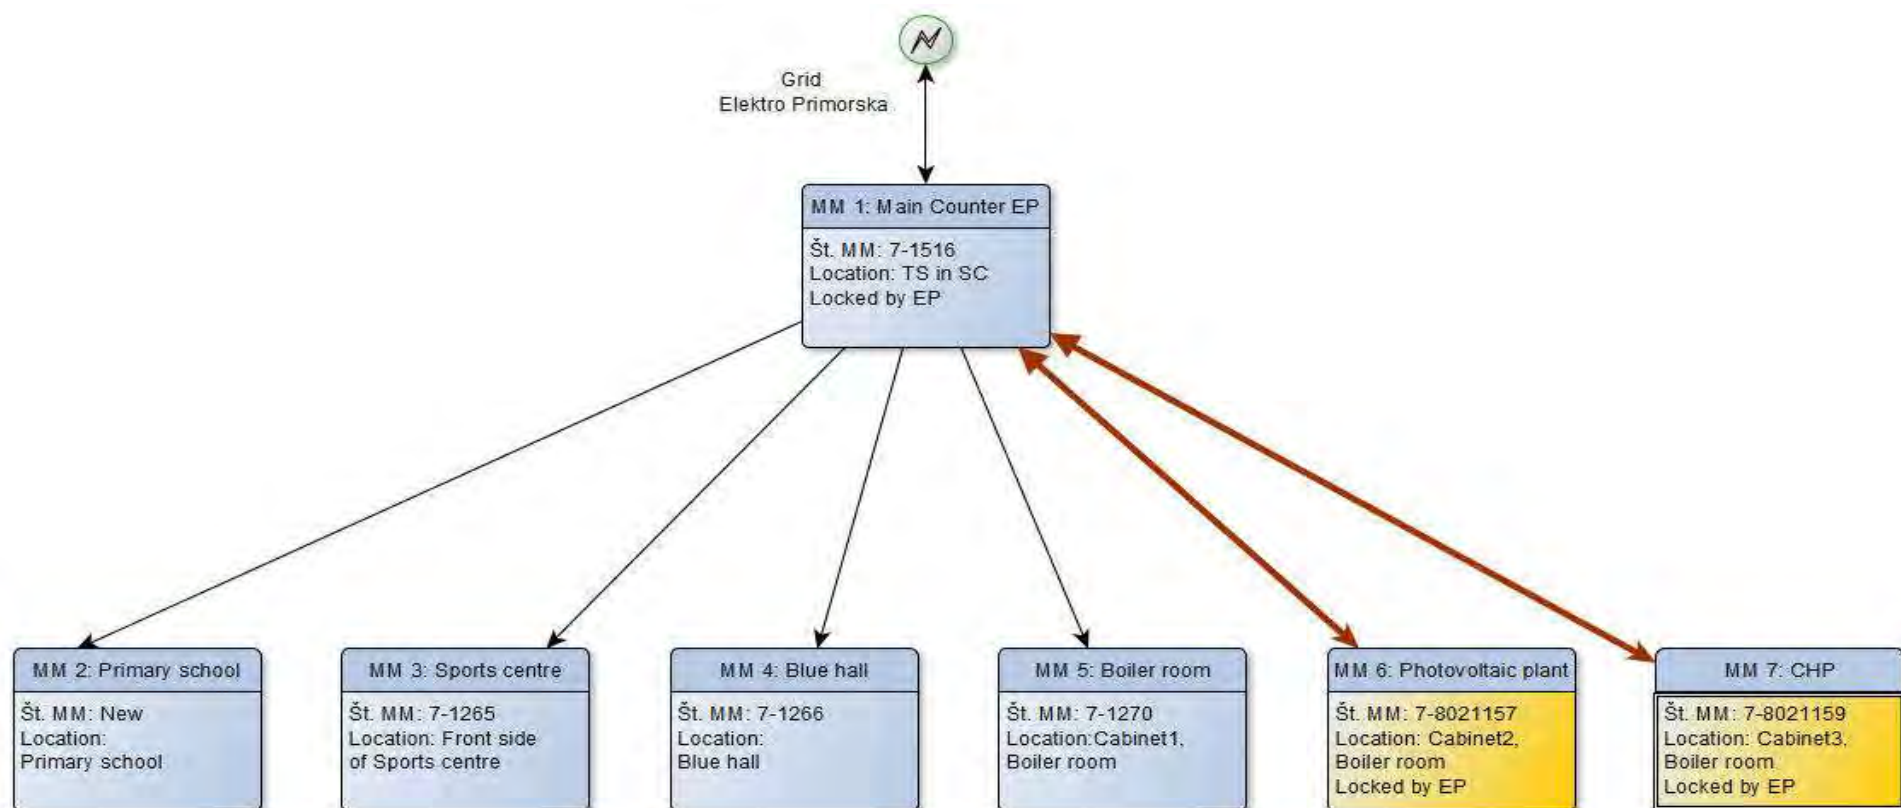 Grid
Elektro Primorska
MM 1: Main Counter EP
Št. MM: 7-1516
Location: TS in SC
Locked by EP
MM 2: Primary school
Št. MM: New
Location:
Primary school
MM 3: Sports centre
Št. MM: 7-1265
Location: Front side
of Sports centre
MM 4: Blue hall
Št. MM: 7-1266
Location:
Blue hall
MM 5: Boiler room
Št. MM: 7-1270
Location:Cabinet1,
Boiler room
MM 6: Photovoltaic plant
Št. MM: 7-8021157
Location: Cabinet2,
Boiler room
Locked by EP
MM 7: CHP
Št. MM: 7-8021159
Location: Cabinet3,
Boiler room
Locked by EP